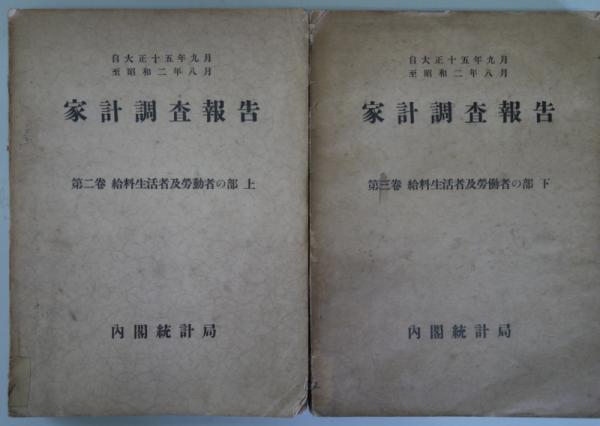 自大正十五年九月
至昭和二年八月
家計調査報告
第二巻 給料生活者及勞動者の部 上
內閣統計局
自大正十五年九月
至昭和二年八月
家計調査報告
第三巻 給料生活者及勞働者の部 下
內閣統計局